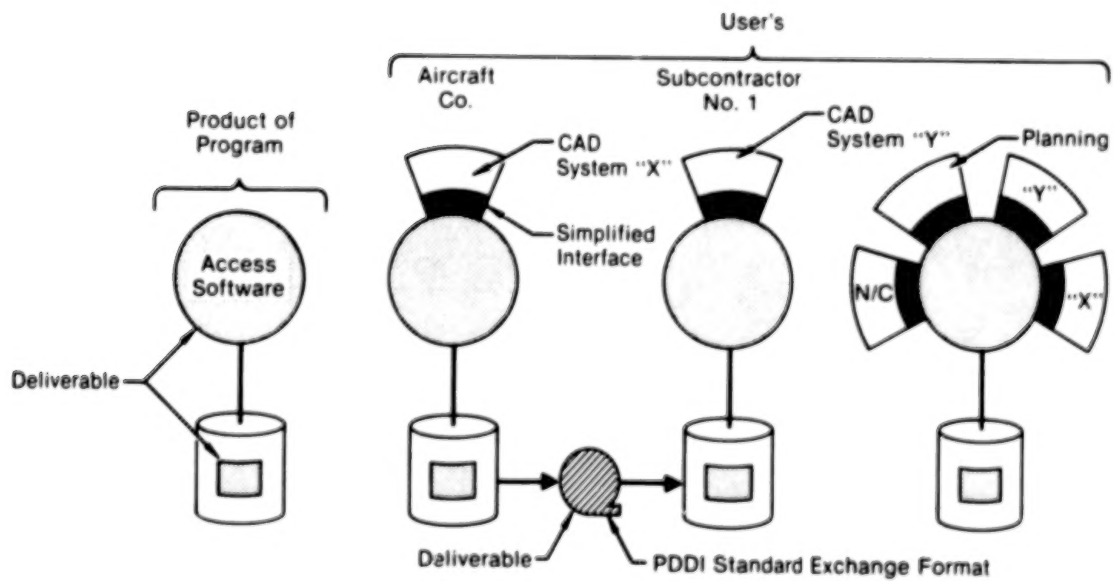 User's
Aircraft
Co.
Subcontractor
No. 1
Product of
Program
CAD
System "X"
CAD
System "Y"
Planning
"Y"
Simplified
Interface
Access
Software
N/C
"X"
Deliverable
Deliverable
PDDI Standard Exchange Format